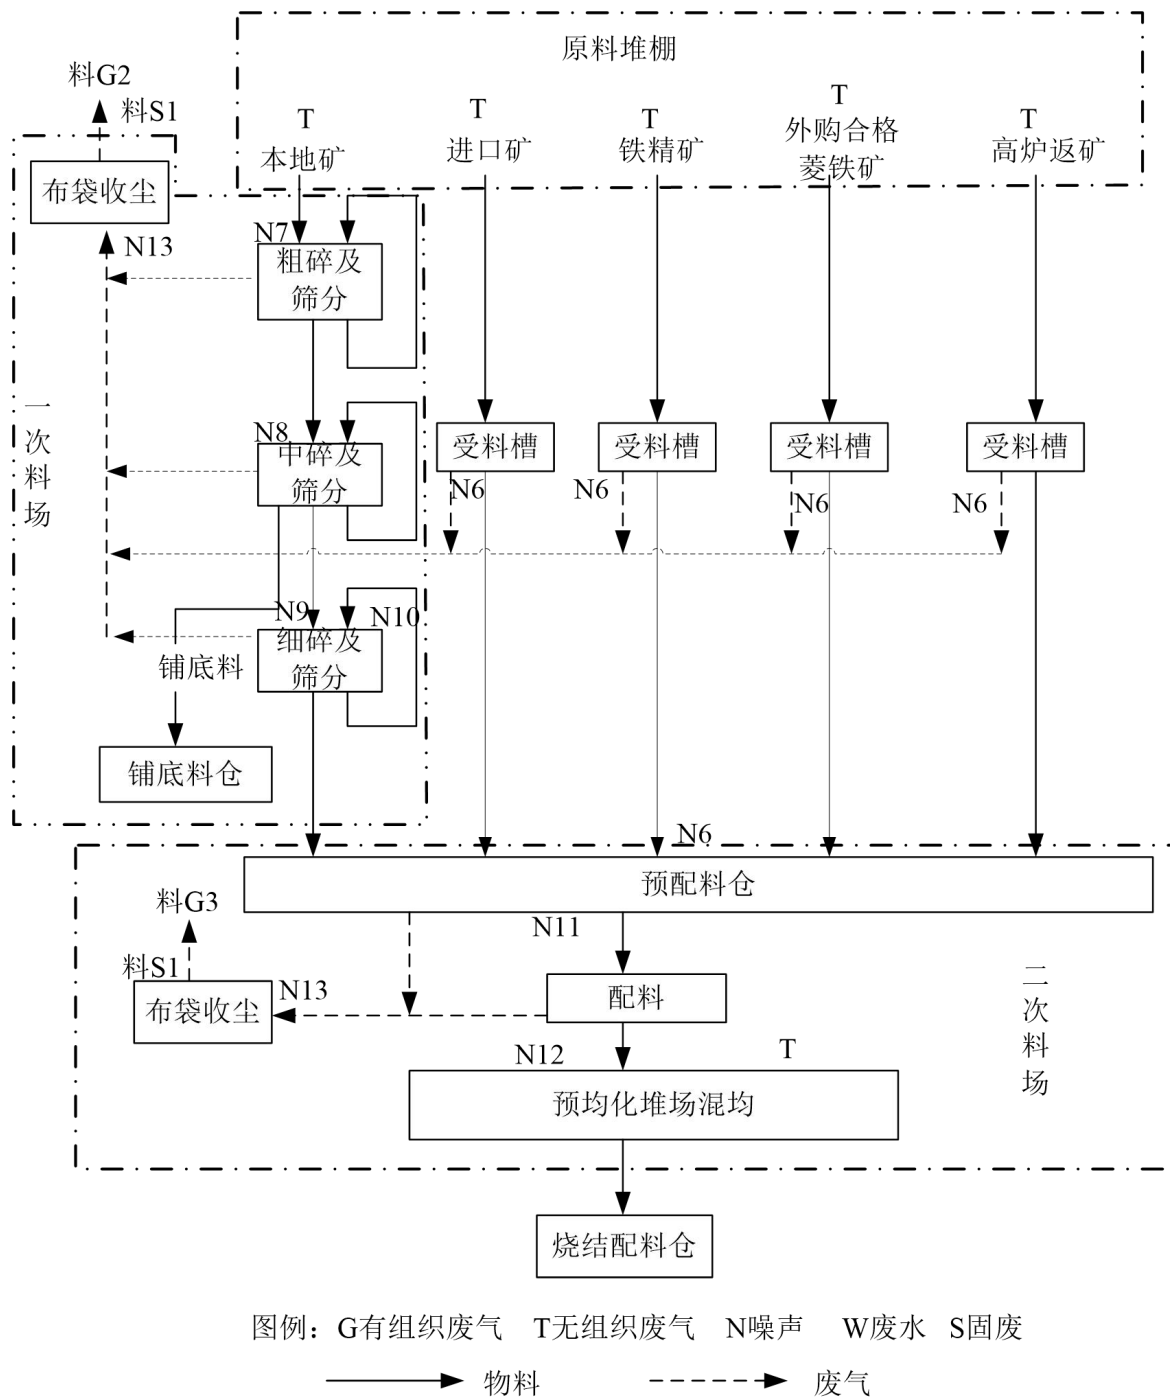 原料堆棚
料G2
料S1
T
T
T
T
T
本地矿
进口矿
铁精矿
外购合格
菱铁矿
高炉返矿
布袋收尘
N13
N7
粗碎及
筛分
一次料场
N8
中碎及
筛分
受料槽
受料槽
受料槽
受料槽
N6
N6
N6
N6
N9
N10
细碎及
筛分
铺底料
铺底料仓
N6
预配料仓
料G3
料S1
布袋收尘
N13
N11
配料
二次料场
N12
T
预均化堆场混均
烧结配料仓
图例：G有组织废气 T无组织废气 N噪声 W废水 S固废
物料 废气